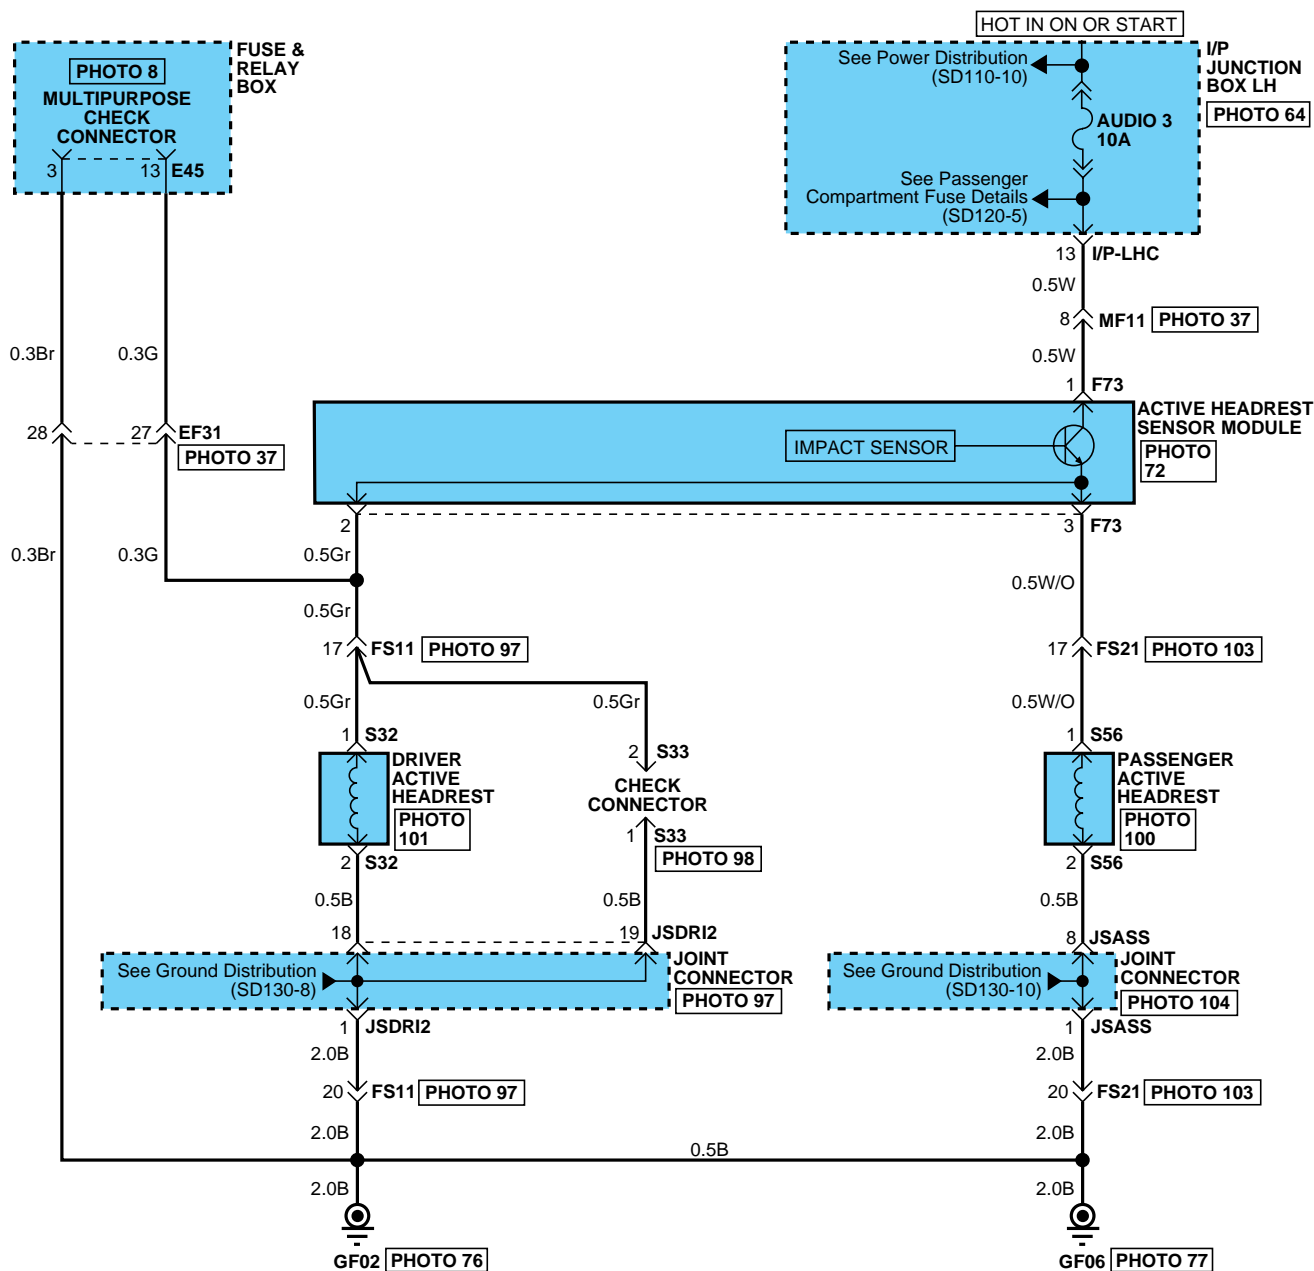 HOT IN ON OR START
FUSE &
RELAY
BOX
PHOTO 8
MULTIPURPOSE
CHECK
CONNECTOR
3
13
E45
I/P
JUNCTION
BOX LH
PHOTO 64
See Power Distribution
(SD110-10)
AUDIO 3
10A
See Passenger
Compartment Fuse Details
(SD120-5)
13
I/P-LHC
0.5W
8
MF11
PHOTO 37
0.3Br
0.3G
0.5W
1
F73
28
27
EF31
PHOTO 37
ACTIVE HEADREST
SENSOR MODULE
PHOTO
72
IMPACT SENSOR
2
3
F73
0.3Br
0.3G
0.5Gr
0.5W/O
0.5Gr
17
FS11
PHOTO 97
17
FS21
PHOTO 103
0.5Gr
0.5Gr
0.5W/O
1
S32
2
S33
1
S56
DRIVER
ACTIVE
HEADREST
PHOTO
101
CHECK
CONNECTOR
PASSENGER
ACTIVE
HEADREST
PHOTO
100
1
S33
PHOTO 98
2
S32
2
S56
0.5B
0.5B
0.5B
18
19
JSDRI2
8
JSASS
See Ground Distribution
(SD130-8)
JOINT
CONNECTOR
PHOTO 97
See Ground Distribution
(SD130-10)
JOINT
CONNECTOR
PHOTO 104
1
JSDRI2
1
JSASS
2.0B
2.0B
20
FS11
PHOTO 97
20
FS21
PHOTO 103
2.0B
2.0B
0.5B
2.0B
2.0B
GF02
PHOTO 76
GF06
PHOTO 77